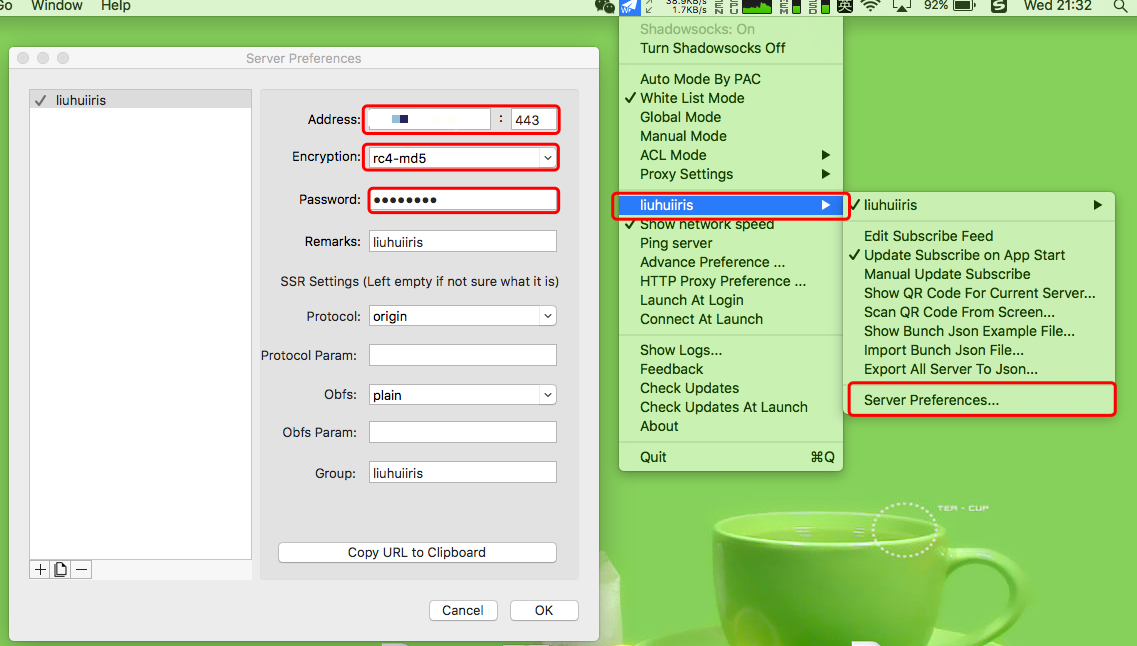 Go Window Help
38.9KB/s
1.7KB/s
英
92%
Wed 21:32
Server Preferences
liuhuiiris
Address:
:
443
Encryption:
rc4-md5
Password:
••••••••
Remarks:
liuhuiiris
SSR Settings (Left empty if not sure what it is)
Protocol:
origin
Protocol Param:
Obfs:
plain
Obfs Param:
Group:
liuhuiiris
Copy URL to Clipboard
Cancel
OK
Shadowsocks: On
Turn Shadowsocks Off
Auto Mode By PAC
White List Mode
Global Mode
Manual Mode
ACL Mode
Proxy Settings
liuhuiiris
Show network speed
Ping server
Advance Preference ...
HTTP Proxy Preference ...
Launch At Login
Connect At Launch
Show Logs...
Feedback
Check Updates
Check Updates At Launch
About
Quit ⌘Q
liuhuiiris
Edit Subscribe Feed
Update Subscribe on App Start
Manual Update Subscribe
Show QR Code For Current Server...
Scan QR Code From Screen...
Show Bunch Json Example File...
Import Bunch Json File...
Export All Server To Json...
Server Preferences...
TEA - CUP